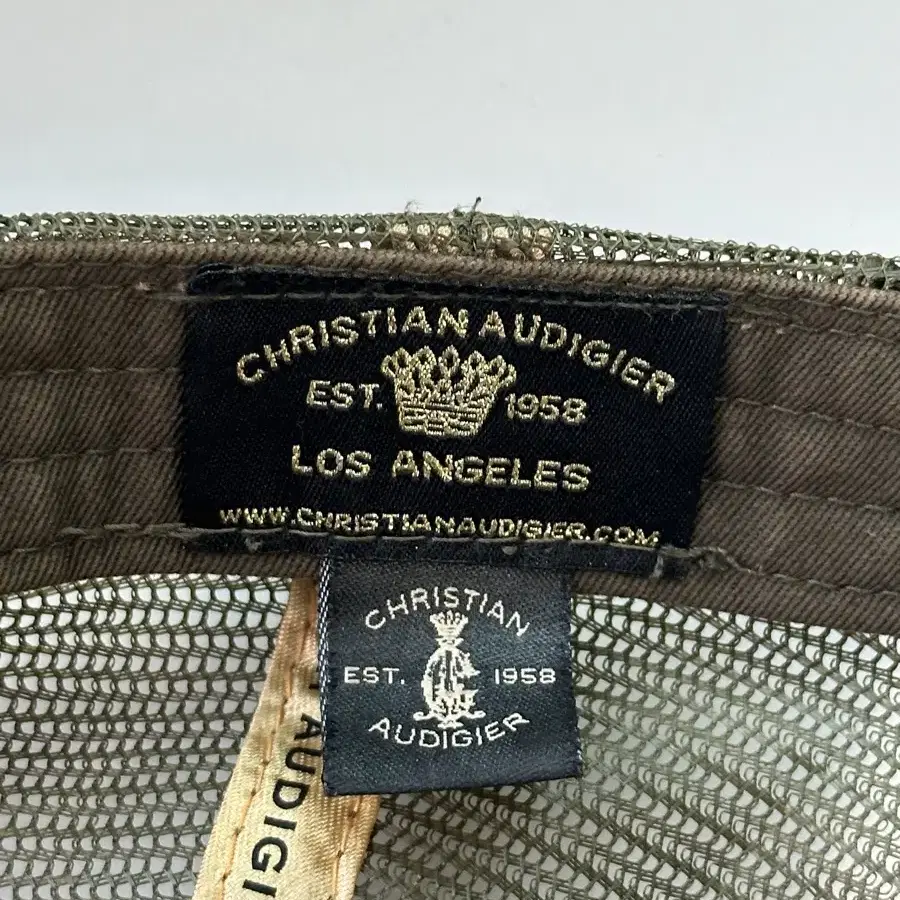 CHRISTIAN AUDIGIER
EST. 1958
LOS ANGELES
WWW.CHRISTIANAUDIGIER.COM
CHRISTIAN
EST. 1958
AUDIGIER
AUDIGI